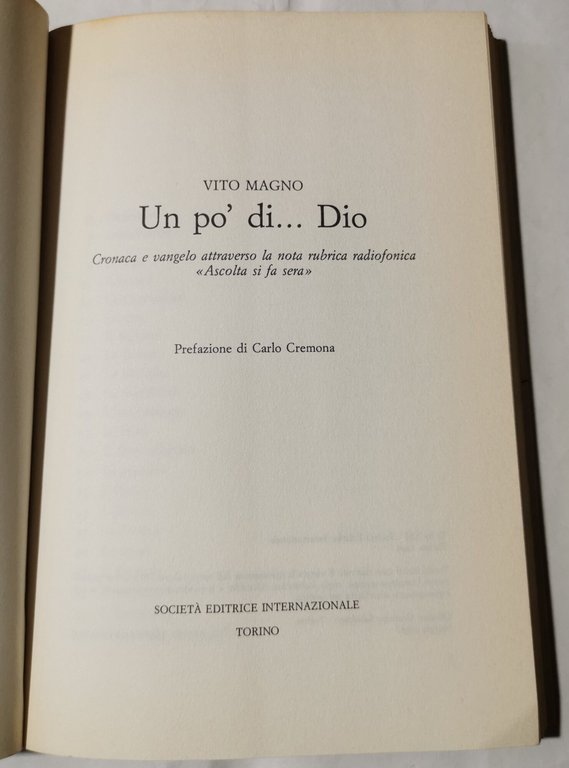 VITO MAGNO
Un po' di... Dio
Cronaca e vangelo attraverso la nota rubrica radiofonica
«Ascolta si fa sera»
Prefazione di Carlo Cremona
SOCIETÀ EDITRICE INTERNAZIONALE
TORINO